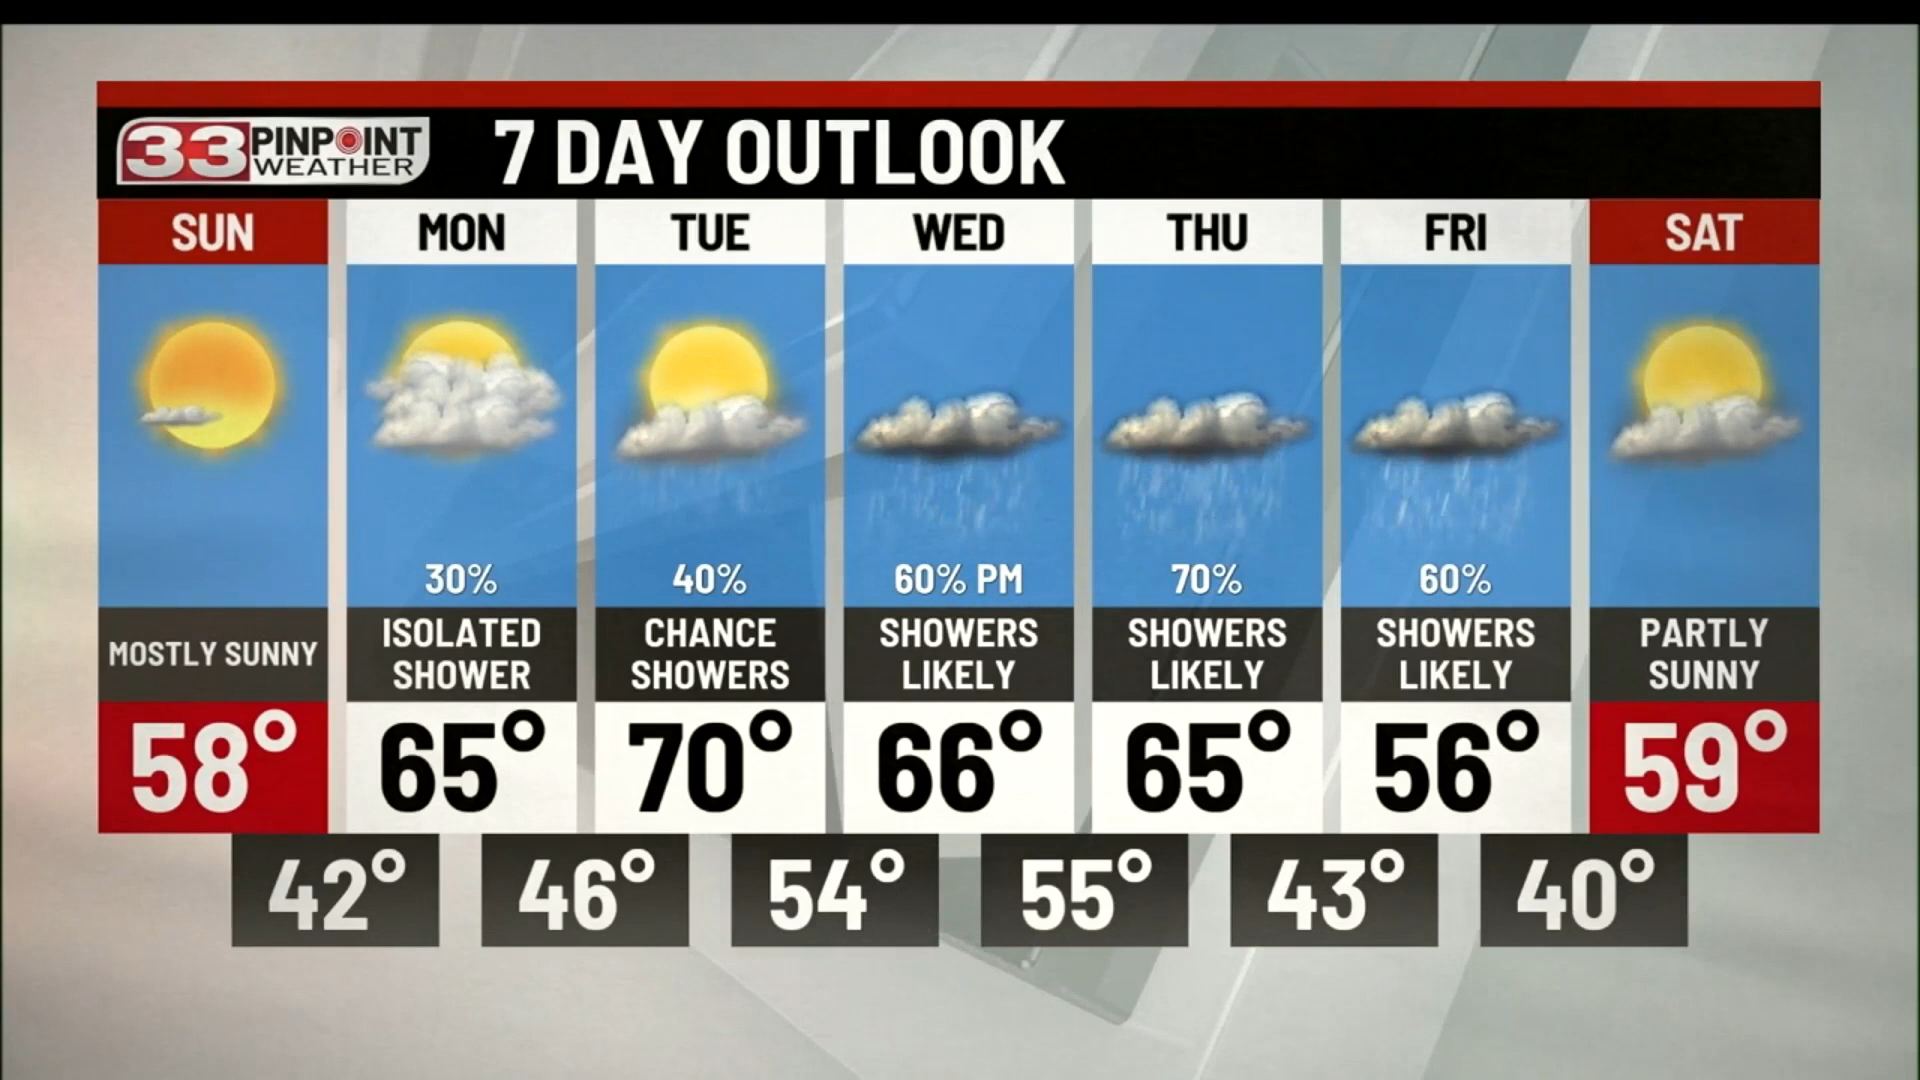 33 PINPOINT
WEATHER
7 DAY OUTLOOK
SUN
MOSTLY SUNNY
58°
MON
30%
ISOLATED
SHOWER
65°
TUE
40%
CHANCE
SHOWERS
70°
WED
60% PM
SHOWERS
LIKELY
66°
THU
70%
SHOWERS
LIKELY
65°
FRI
60%
SHOWERS
LIKELY
56°
SAT
PARTLY
SUNNY
59°
42°
46°
54°
55°
43°
40°